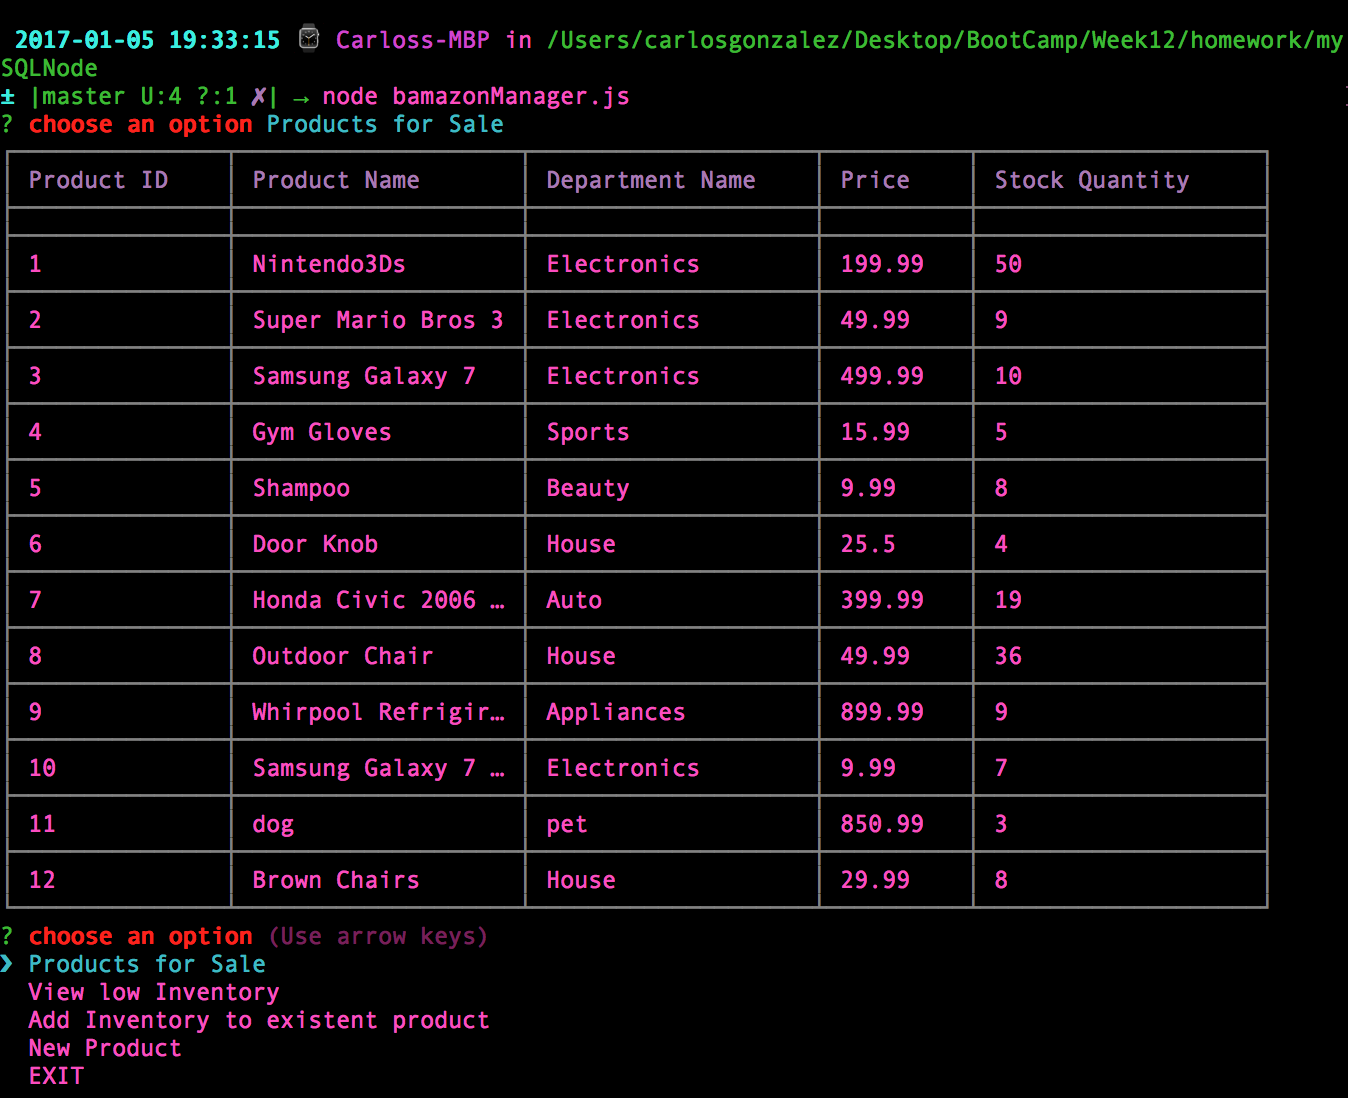 2017-01-05 19:33:15 ⌚ Carloss-MBP in /Users/carlosgonzalez/Desktop/BootCamp/Week12/homework/my
SQLNode
± |master U:4 ?:1 ✗| → node bamazonManager.js
? choose an option Products for Sale
Product ID Product Name Department Name Price Stock Quantity
1 Nintendo3Ds Electronics 199.99 50
2 Super Mario Bros 3 Electronics 49.99 9
3 Samsung Galaxy 7 Electronics 499.99 10
4 Gym Gloves Sports 15.99 5
5 Shampoo Beauty 9.99 8
6 Door Knob House 25.5 4
7 Honda Civic 2006 … Auto 399.99 19
8 Outdoor Chair House 49.99 36
9 Whirpool Refrigir… Appliances 899.99 9
10 Samsung Galaxy 7 … Electronics 9.99 7
11 dog pet 850.99 3
12 Brown Chairs House 29.99 8
? choose an option (Use arrow keys)
❯ Products for Sale
View low Inventory
Add Inventory to existent product
New Product
EXIT